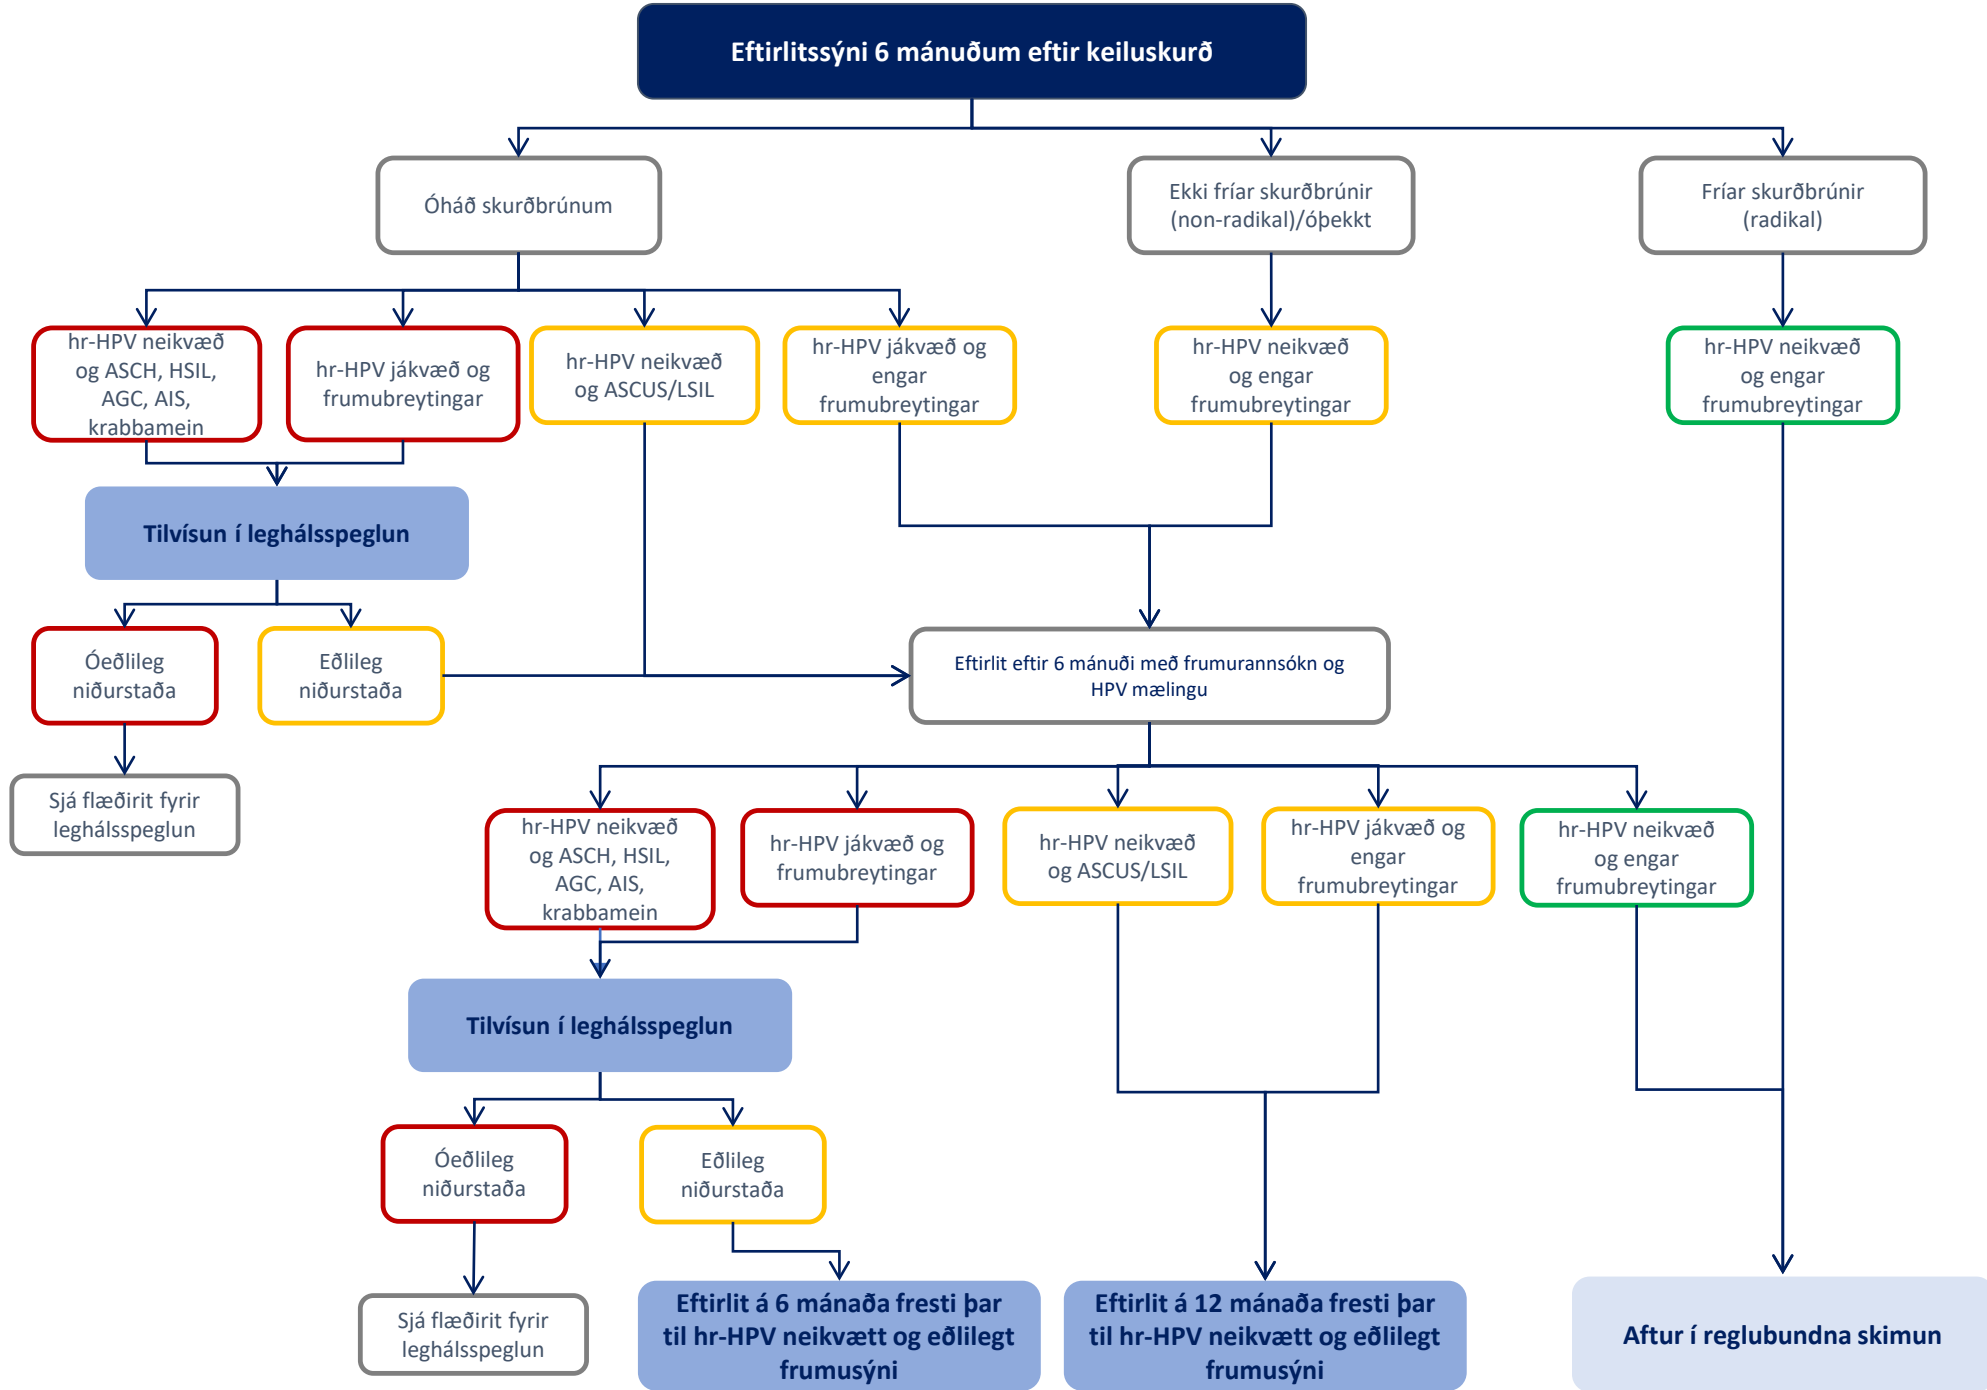 Eftirlitssýni 6 mánuðum eftir keiluskurð
Óháð skurðbrúnum
Ekki fríar skurðbrúnir
(non-radikal)/óþekkt
Fríar skurðbrúnir
(radikal)
hr-HPV neikvæð
og ASCH, HSIL,
AGC, AIS,
krabbamein
hr-HPV jákvæð og
frumubreytingar
hr-HPV neikvæð
og ASCUS/LSIL
hr-HPV jákvæð og
engar
frumubreytingar
hr-HPV neikvæð
og engar
frumubreytingar
hr-HPV neikvæð
og engar
frumubreytingar
Tilvísun í leghálsspeglun
Óeðlileg
niðurstaða
Eðlileg
niðurstaða
Eftirlit eftir 6 mánuði með frumurannsókn og
HPV mælingu
Sjá flæðirit fyrir
leghálsspeglun
hr-HPV neikvæð
og ASCH, HSIL,
AGC, AIS,
krabbamein
hr-HPV jákvæð og
frumubreytingar
hr-HPV neikvæð
og ASCUS/LSIL
hr-HPV jákvæð og
engar
frumubreytingar
hr-HPV neikvæð
og engar
frumubreytingar
Tilvísun í leghálsspeglun
Óeðlileg
niðurstaða
Eðlileg
niðurstaða
Sjá flæðirit fyrir
leghálsspeglun
Eftirlit á 6 mánaða fresti þar
til hr-HPV neikvætt og eðlilegt
frumusýni
Eftirlit á 12 mánaða fresti þar
til hr-HPV neikvætt og eðlilegt
frumusýni
Aftur í reglubundna skimun